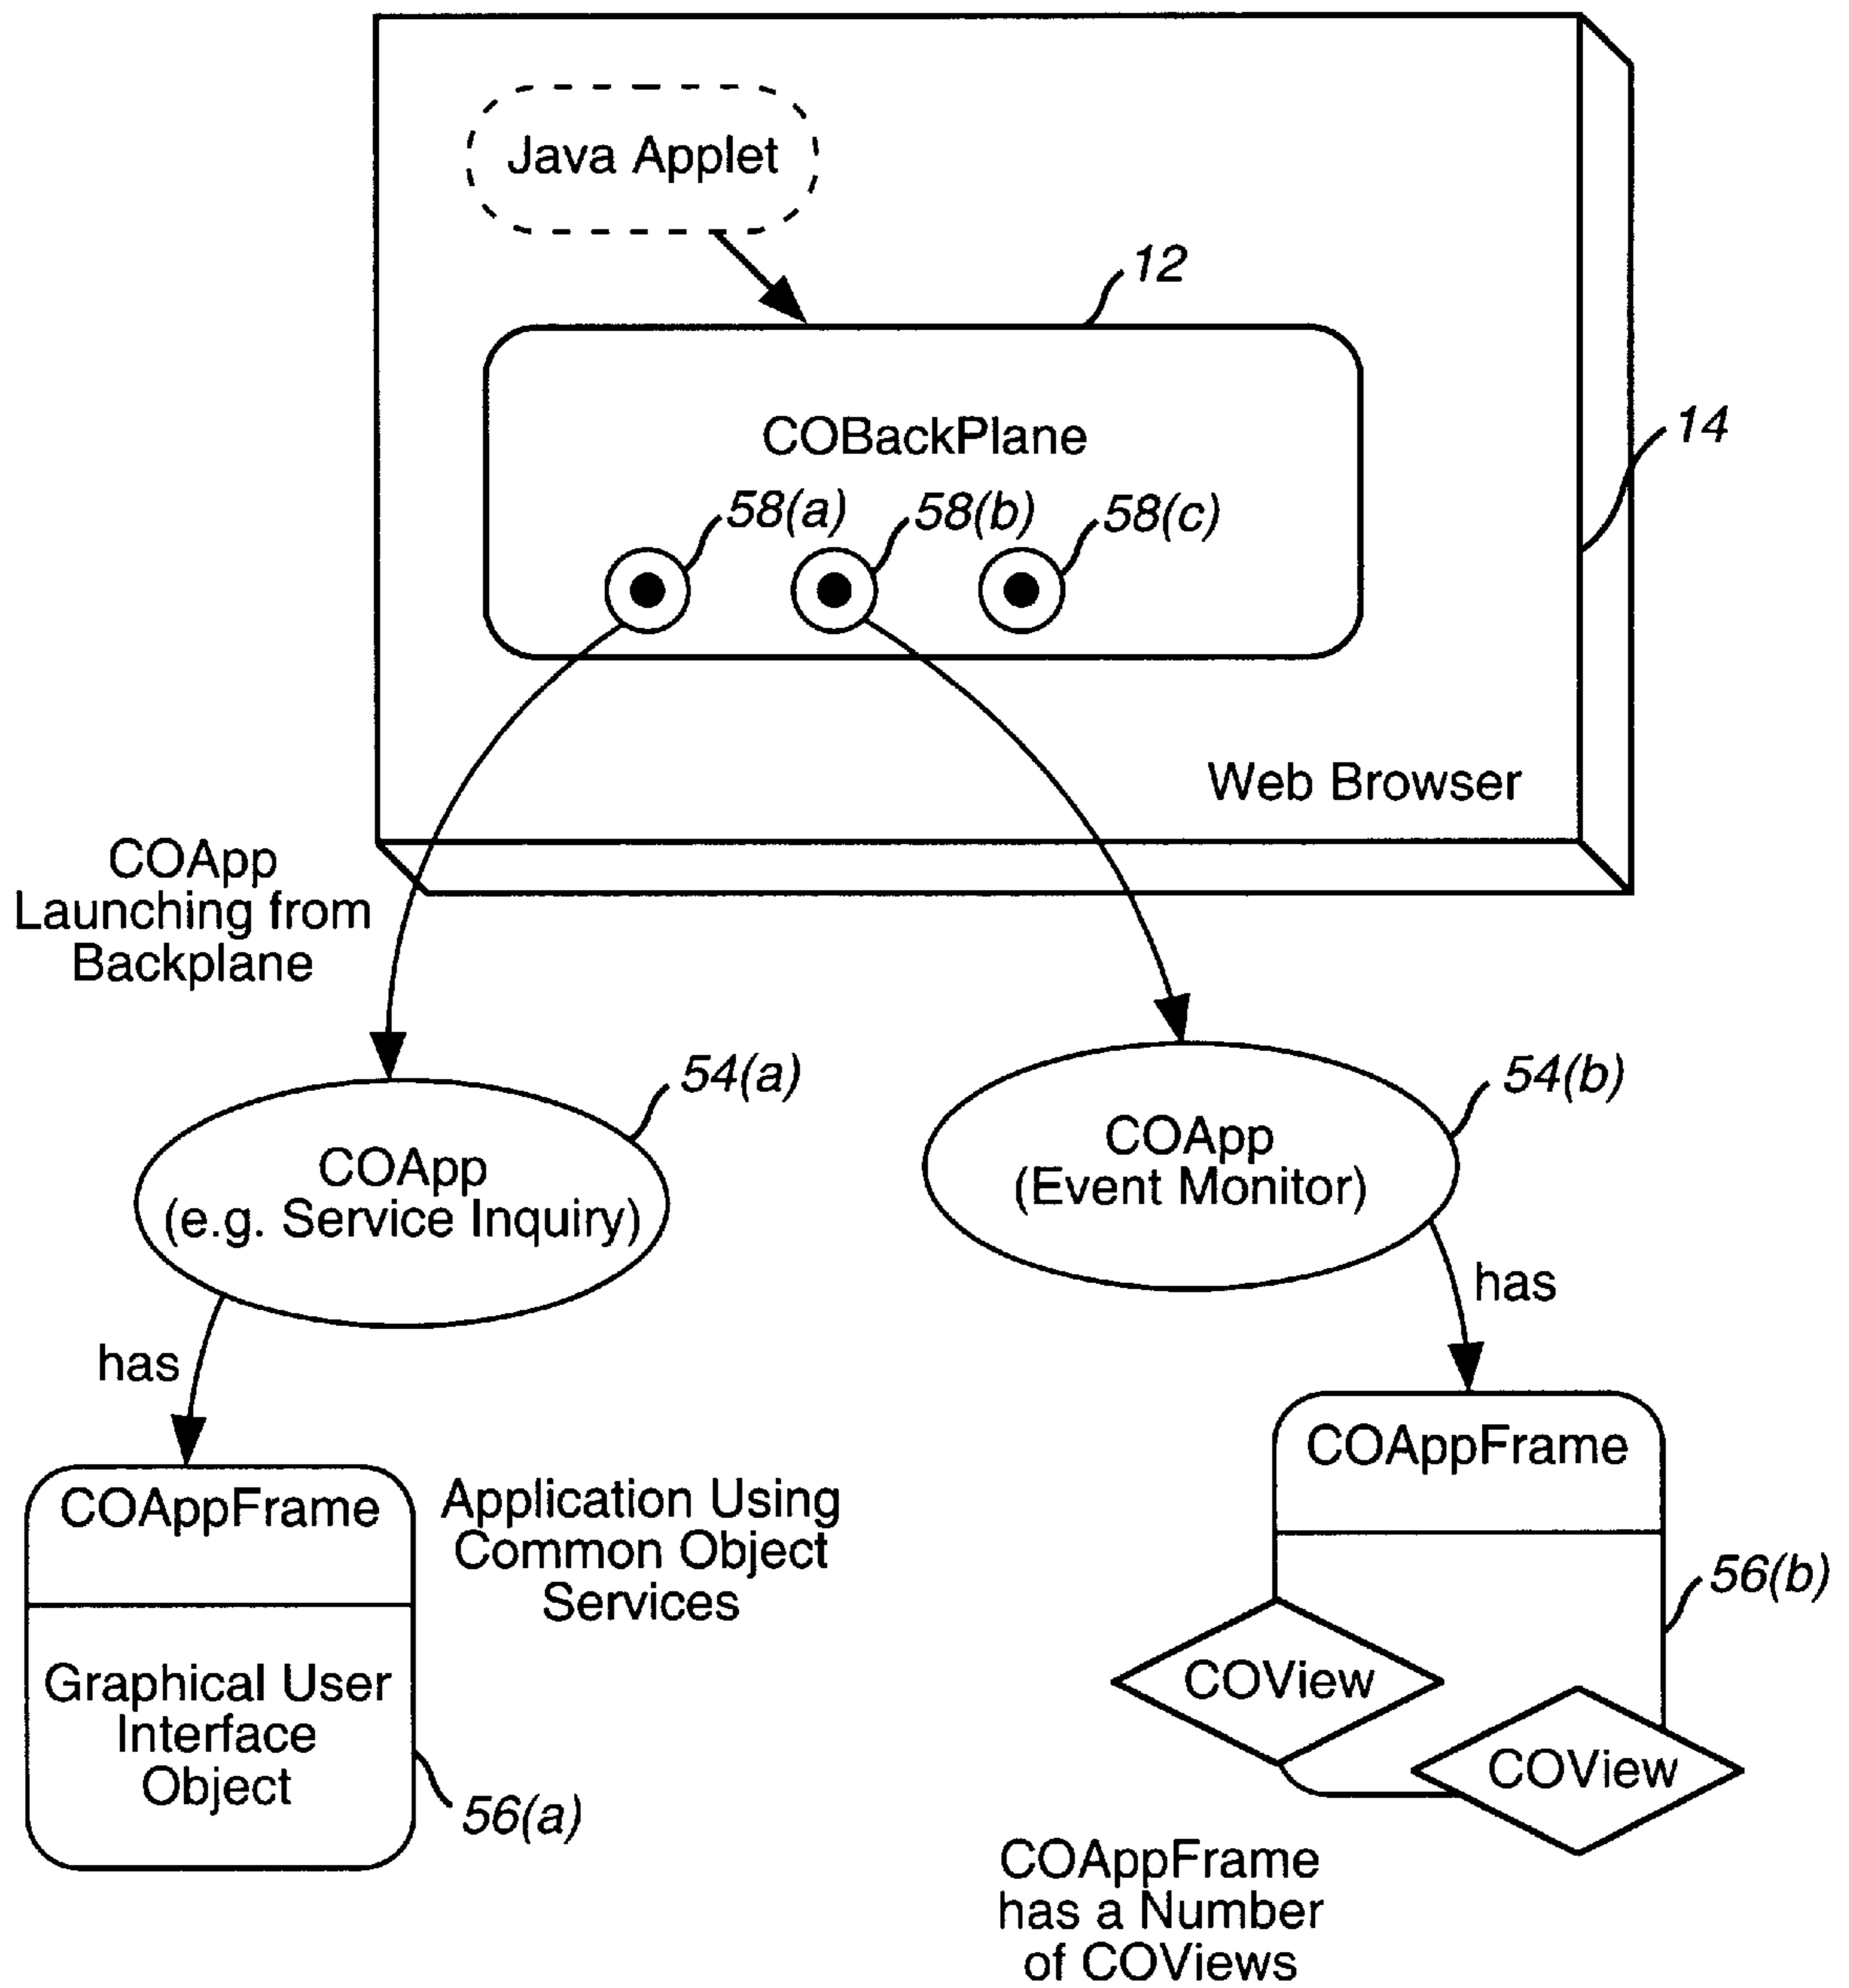 Java Applet
12
COBackPlane
14
58(a)
58(b)
58(c)
Web Browser
COApp
Launching from
Backplane
54(a)
54(b)
COApp
(e.g. Service Inquiry)
COApp
(Event Monitor)
has
has
COAppFrame
Graphical User
Interface
Object
56(a)
Application Using
Common Object
Services
COAppFrame
56(b)
COView
COView
COAppFrame
has a Number
of COViews